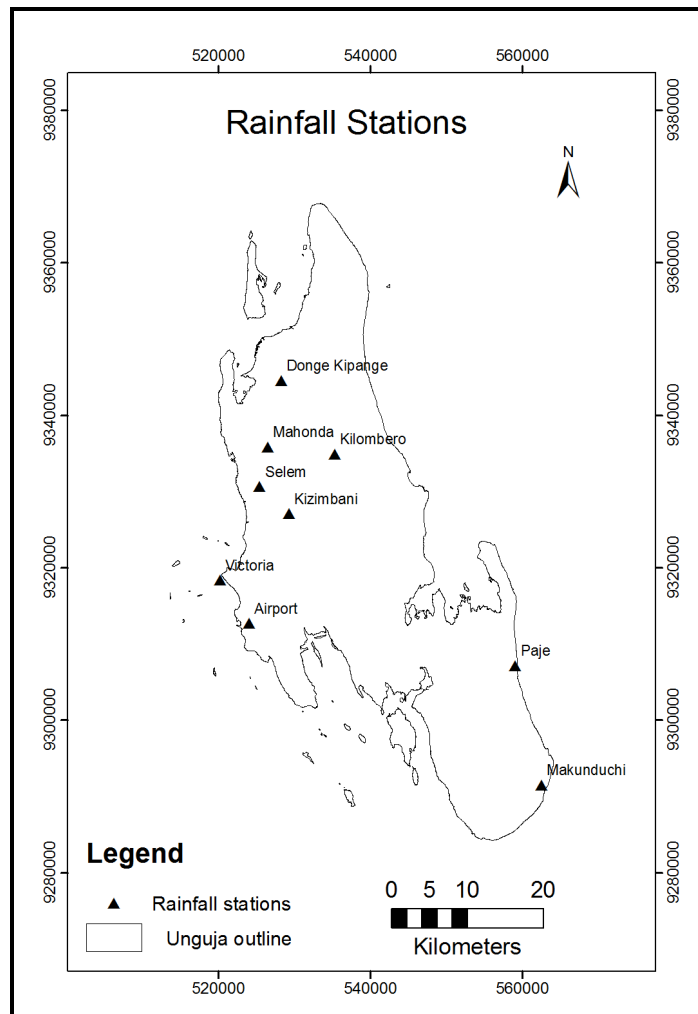 520000 540000 560000
Rainfall Stations
N
9380000 9380000
9360000 9360000
Donge Kipange
9340000 9340000
Mahonda
Kilombero
Selem
Kizimbani
9320000 9320000
Victoria
Airport
Paje
9300000 9300000
Makunduchi
9280000 9280000
Legend
Rainfall stations
Unguja outline
0 5 10 20
Kilometers
520000 540000 560000